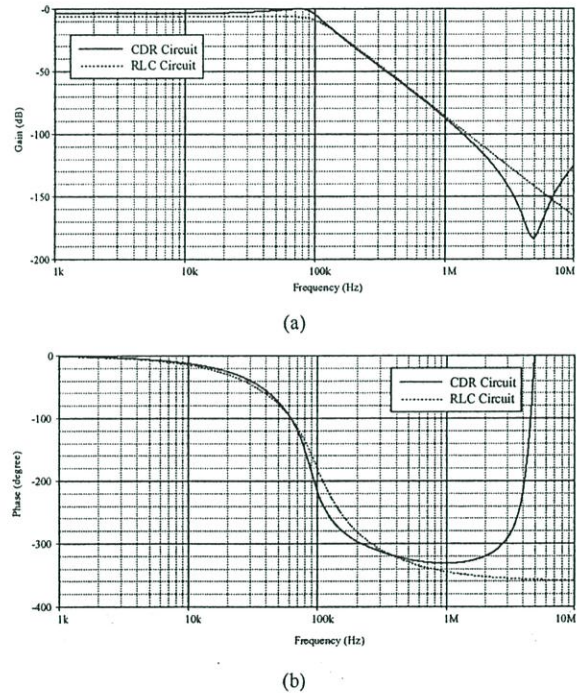 -0
-50
-100
-150
-200
Gain (dB)
CDR Circuit
RLC Circuit
1k
10k
100k
1M
10M
Frequency (Hz)
(a)
0
-100
-200
-300
-400
Phase (degree)
CDR Circuit
RLC Circuit
1k
10k
100k
1M
10M
Frequency (Hz)
(b)